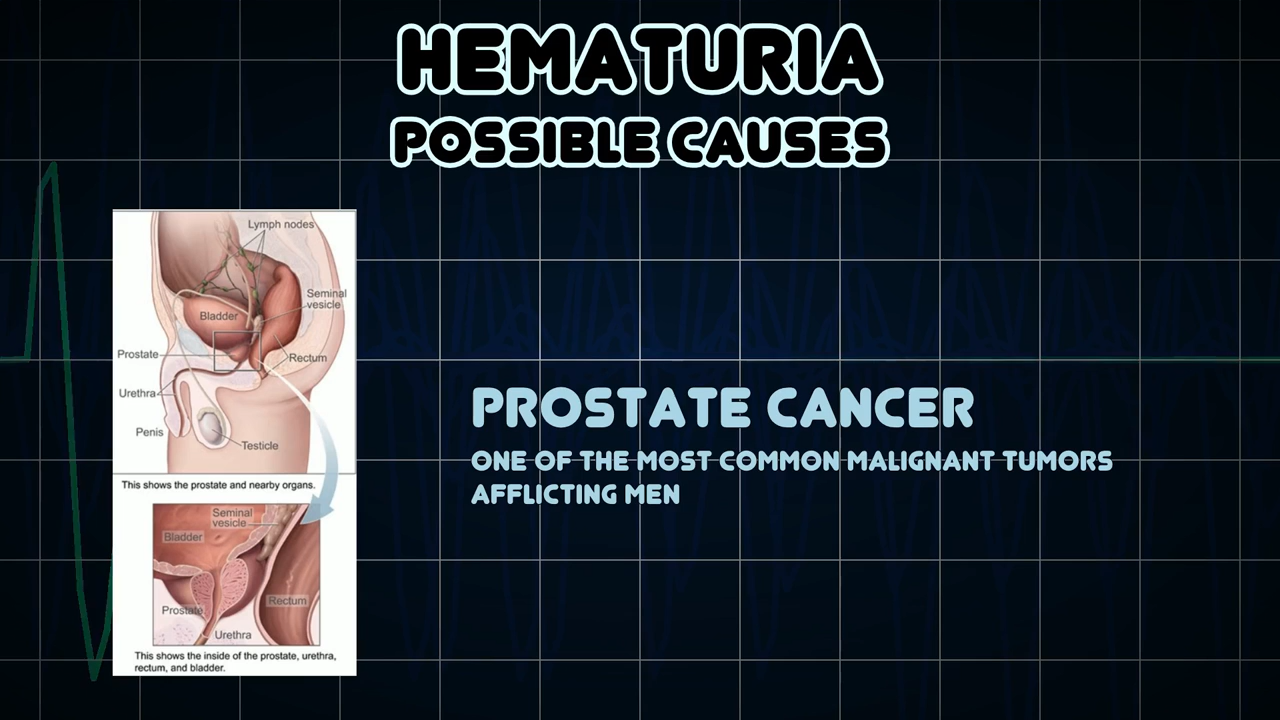 HEMATURIA
POSSIBLE CAUSES
Lymph nodes
Seminal
vesicle
Bladder
Prostate
Rectum
Urethra
Penis
Testicle
This shows the prostate and nearby organs.
Seminal
vesicle
Bladder
Prostate
Rectum
Urethra
This shows the inside of the prostate, urethra,
rectum, and bladder.
PROSTATE CANCER
ONE OF THE MOST COMMON MALIGNANT TUMORS
AFFLICTING MEN